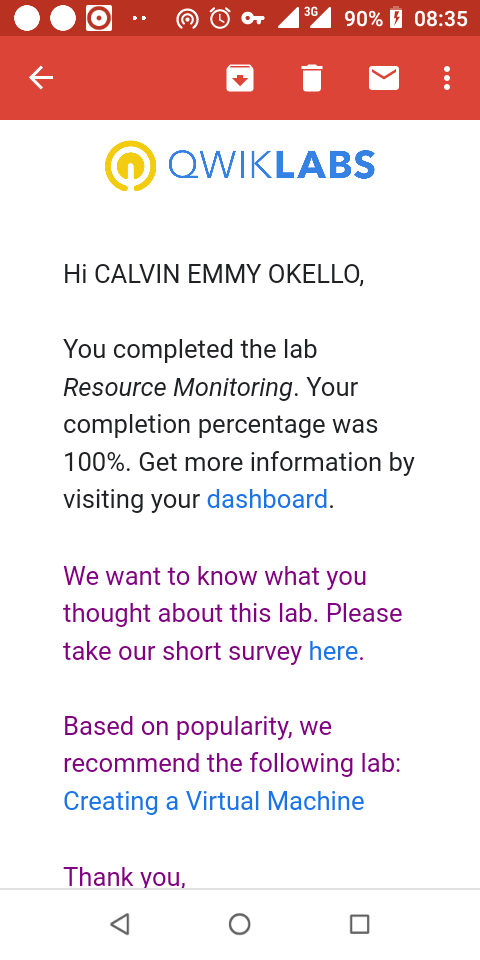 3G 90% 08:35
QWIKLABS
Hi CALVIN EMMY OKELLO,
You completed the lab
Resource Monitoring. Your
completion percentage was
100%. Get more information by
visiting your dashboard.
We want to know what you
thought about this lab. Please
take our short survey here.
Based on popularity, we
recommend the following lab:
Creating a Virtual Machine
Thank you,